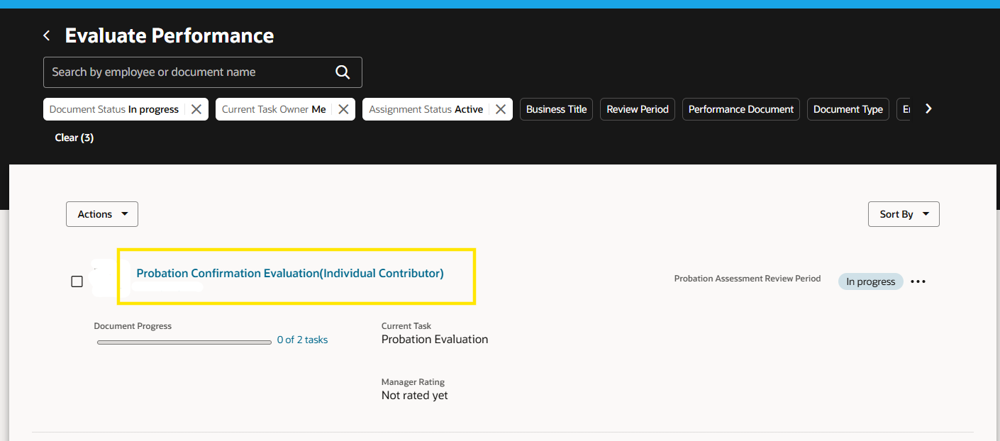 Evaluate Performance
Search by employee or document name
Document Status In progress
Current Task Owner Me
Assignment Status Active
Business Title
Review Period
Performance Document
Document Type
Clear (3)
Actions
Sort By
Probation Confirmation Evaluation(Individual Contributor)
Probation Assessment Review Period
In progress
Document Progress
0 of 2 tasks
Current Task
Probation Evaluation
Manager Rating
Not rated yet